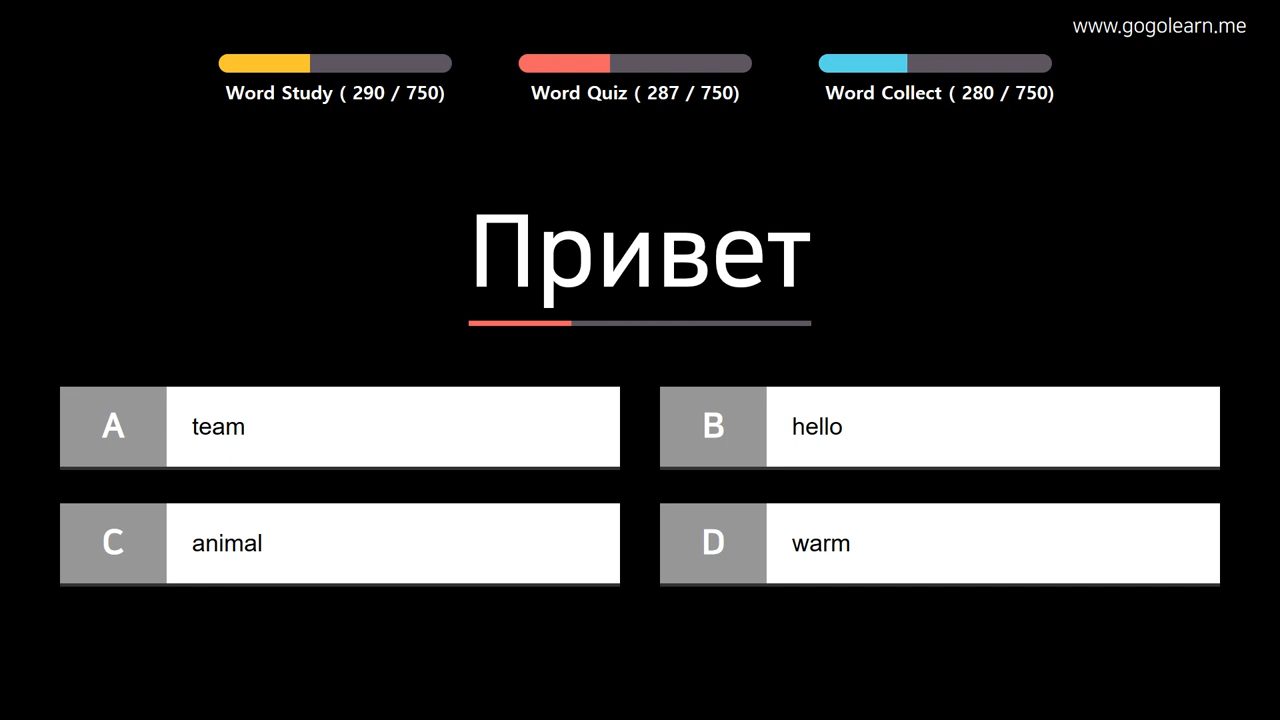 www.gogolearn.me
Word Study ( 290 / 750)
Word Quiz ( 287 / 750)
Word Collect ( 280 / 750)
Привет
A team
B hello
C animal
D warm